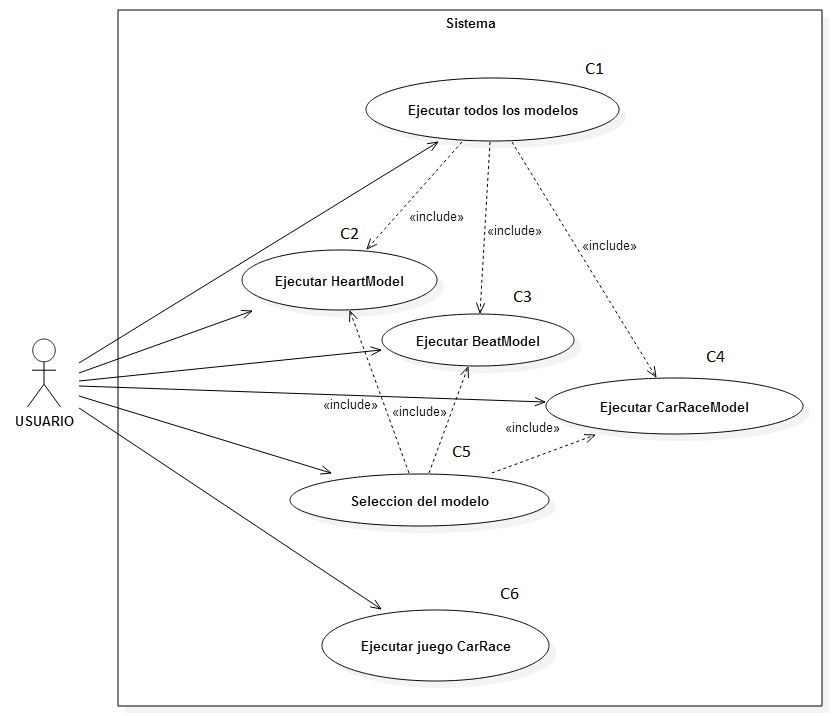 Sistema
C1
Ejecutar todos los modelos
«include»
«include»
«include»
C2
Ejecutar HeartModel
C3
Ejecutar BeatModel
C4
Ejecutar CarRaceModel
USUARIO
«include»
«include»
«include»
C5
Seleccion del modelo
C6
Ejecutar juego CarRace